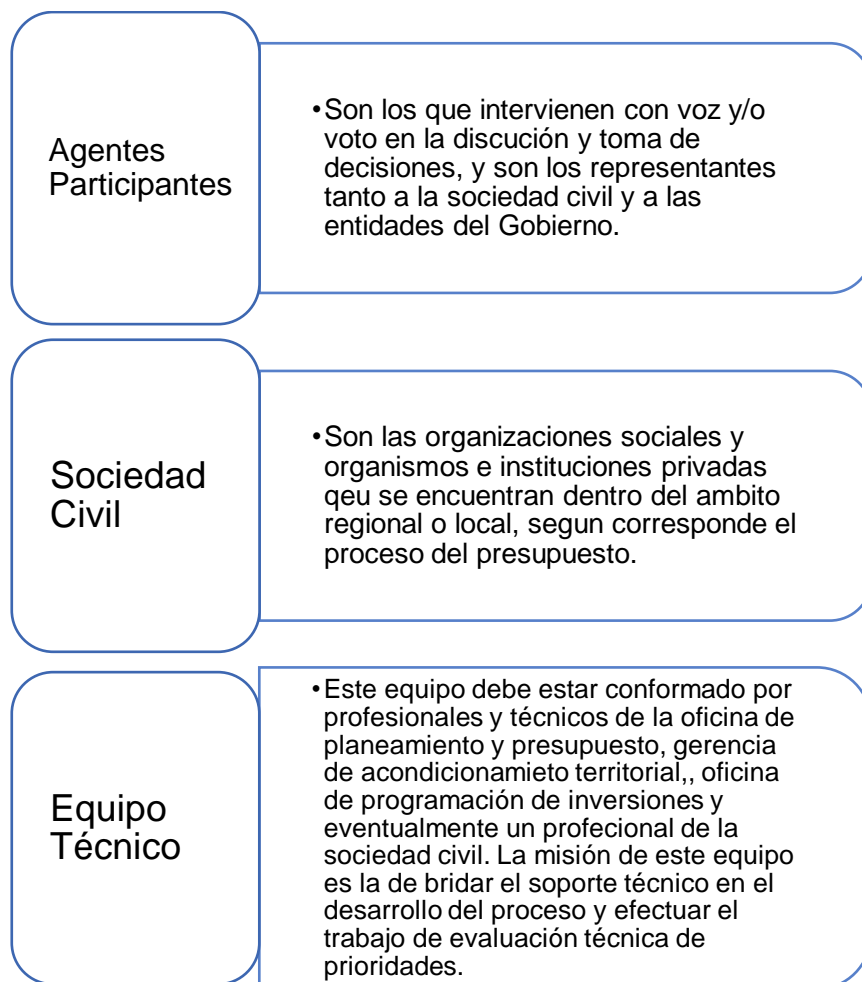 Agentes
Participantes
•Son los que intervienen con voz y/o
voto en la discución y toma de
decisiones, y son los representantes
tanto a la sociedad civil y a las
entidades del Gobierno.
Sociedad
Civil
•Son las organizaciones sociales y
organismos e instituciones privadas
qeu se encuentran dentro del ambito
regional o local, segun corresponde el
proceso del presupuesto.
Equipo
Técnico
•Este equipo debe estar conformado por
profesionales y técnicos de la oficina de
planeamiento y presupuesto, gerencia
de acondicionamieto territorial,, oficina
de programación de inversiones y
eventualmente un profecional de la
sociedad civil. La misión de este equipo
es la de bridar el soporte técnico en el
desarrollo del proceso y efectuar el
trabajo de evaluación técnica de
prioridades.